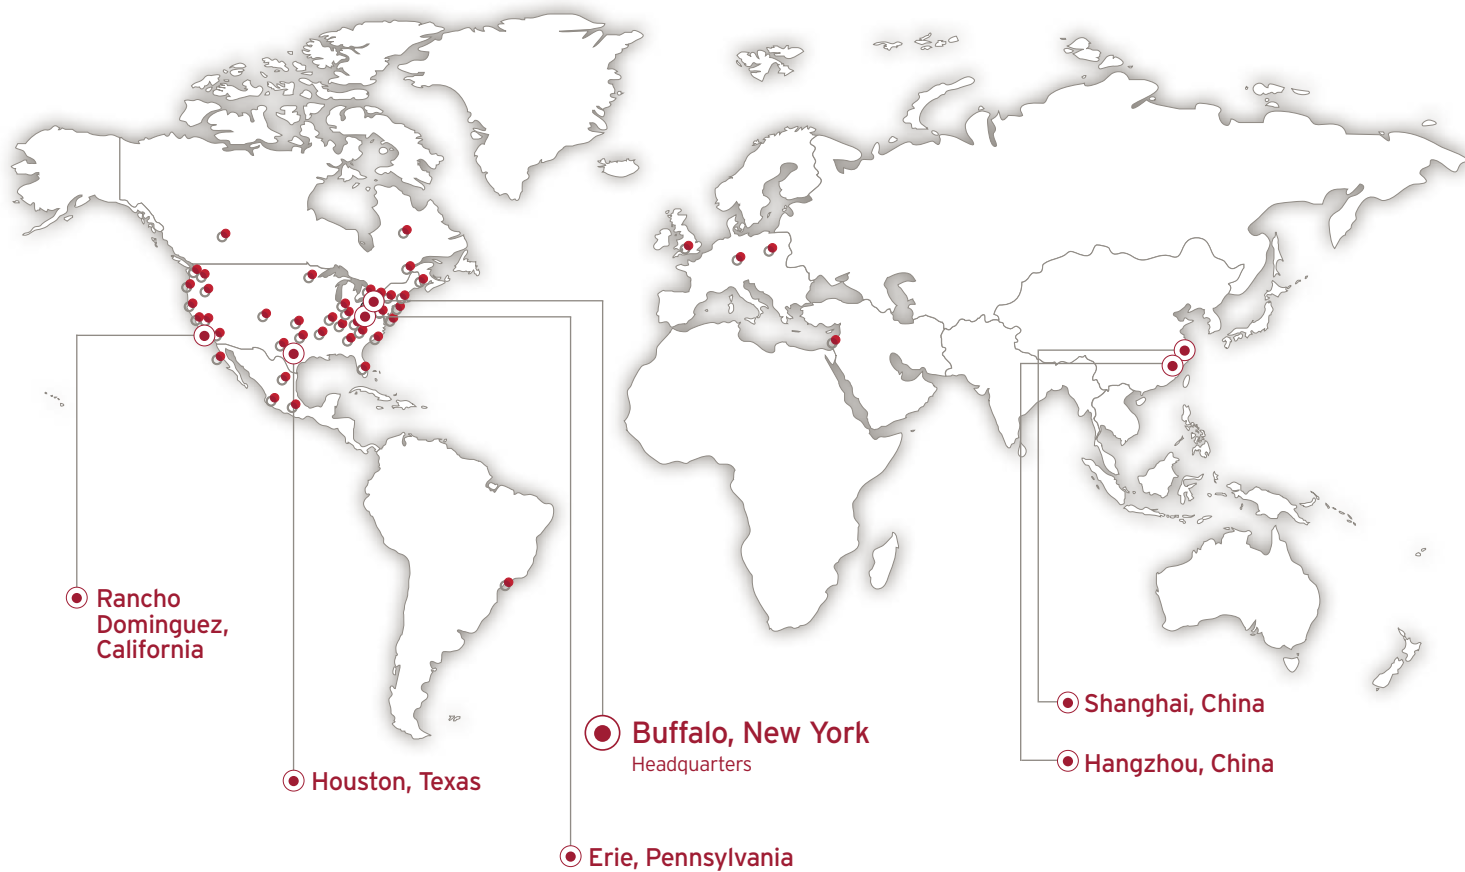 Rancho
Dominguez,
California
Houston, Texas
Buffalo, New York
Headquarters
Erie, Pennsylvania
Shanghai, China
Hangzhou, China